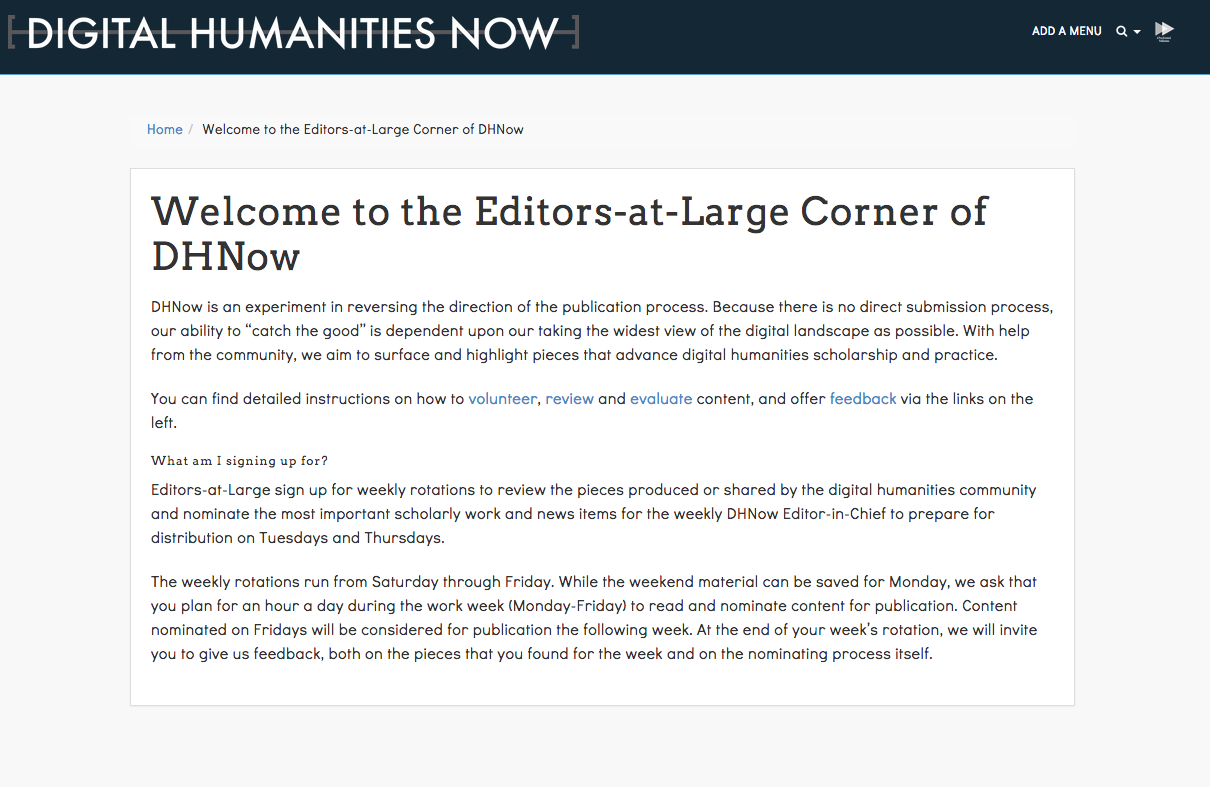 DIGITAL HUMANITIES NOW
ADD A MENU
Home / Welcome to the Editors-at-Large Corner of DHNow
Welcome to the Editors-at-Large Corner of
DHNow
DHNow is an experiment in reversing the direction of the publication process. Because there is no direct submission process,
our ability to “catch the good” is dependent upon our taking the widest view of the digital landscape as possible. With help
from the community, we aim to surface and highlight pieces that advance digital humanities scholarship and practice.
You can find detailed instructions on how to volunteer, review and evaluate content, and offer feedback via the links on the
left.
What am I signing up for?
Editors-at-Large sign up for weekly rotations to review the pieces produced or shared by the digital humanities community
and nominate the most important scholarly work and news items for the weekly DHNow Editor-in-Chief to prepare for
distribution on Tuesdays and Thursdays.
The weekly rotations run from Saturday through Friday. While the weekend material can be saved for Monday, we ask that
you plan for an hour a day during the work week (Monday-Friday) to read and nominate content for publication. Content
nominated on Fridays will be considered for publication the following week. At the end of your week’s rotation, we will invite
you to give us feedback, both on the pieces that you found for the week and on the nominating process itself.